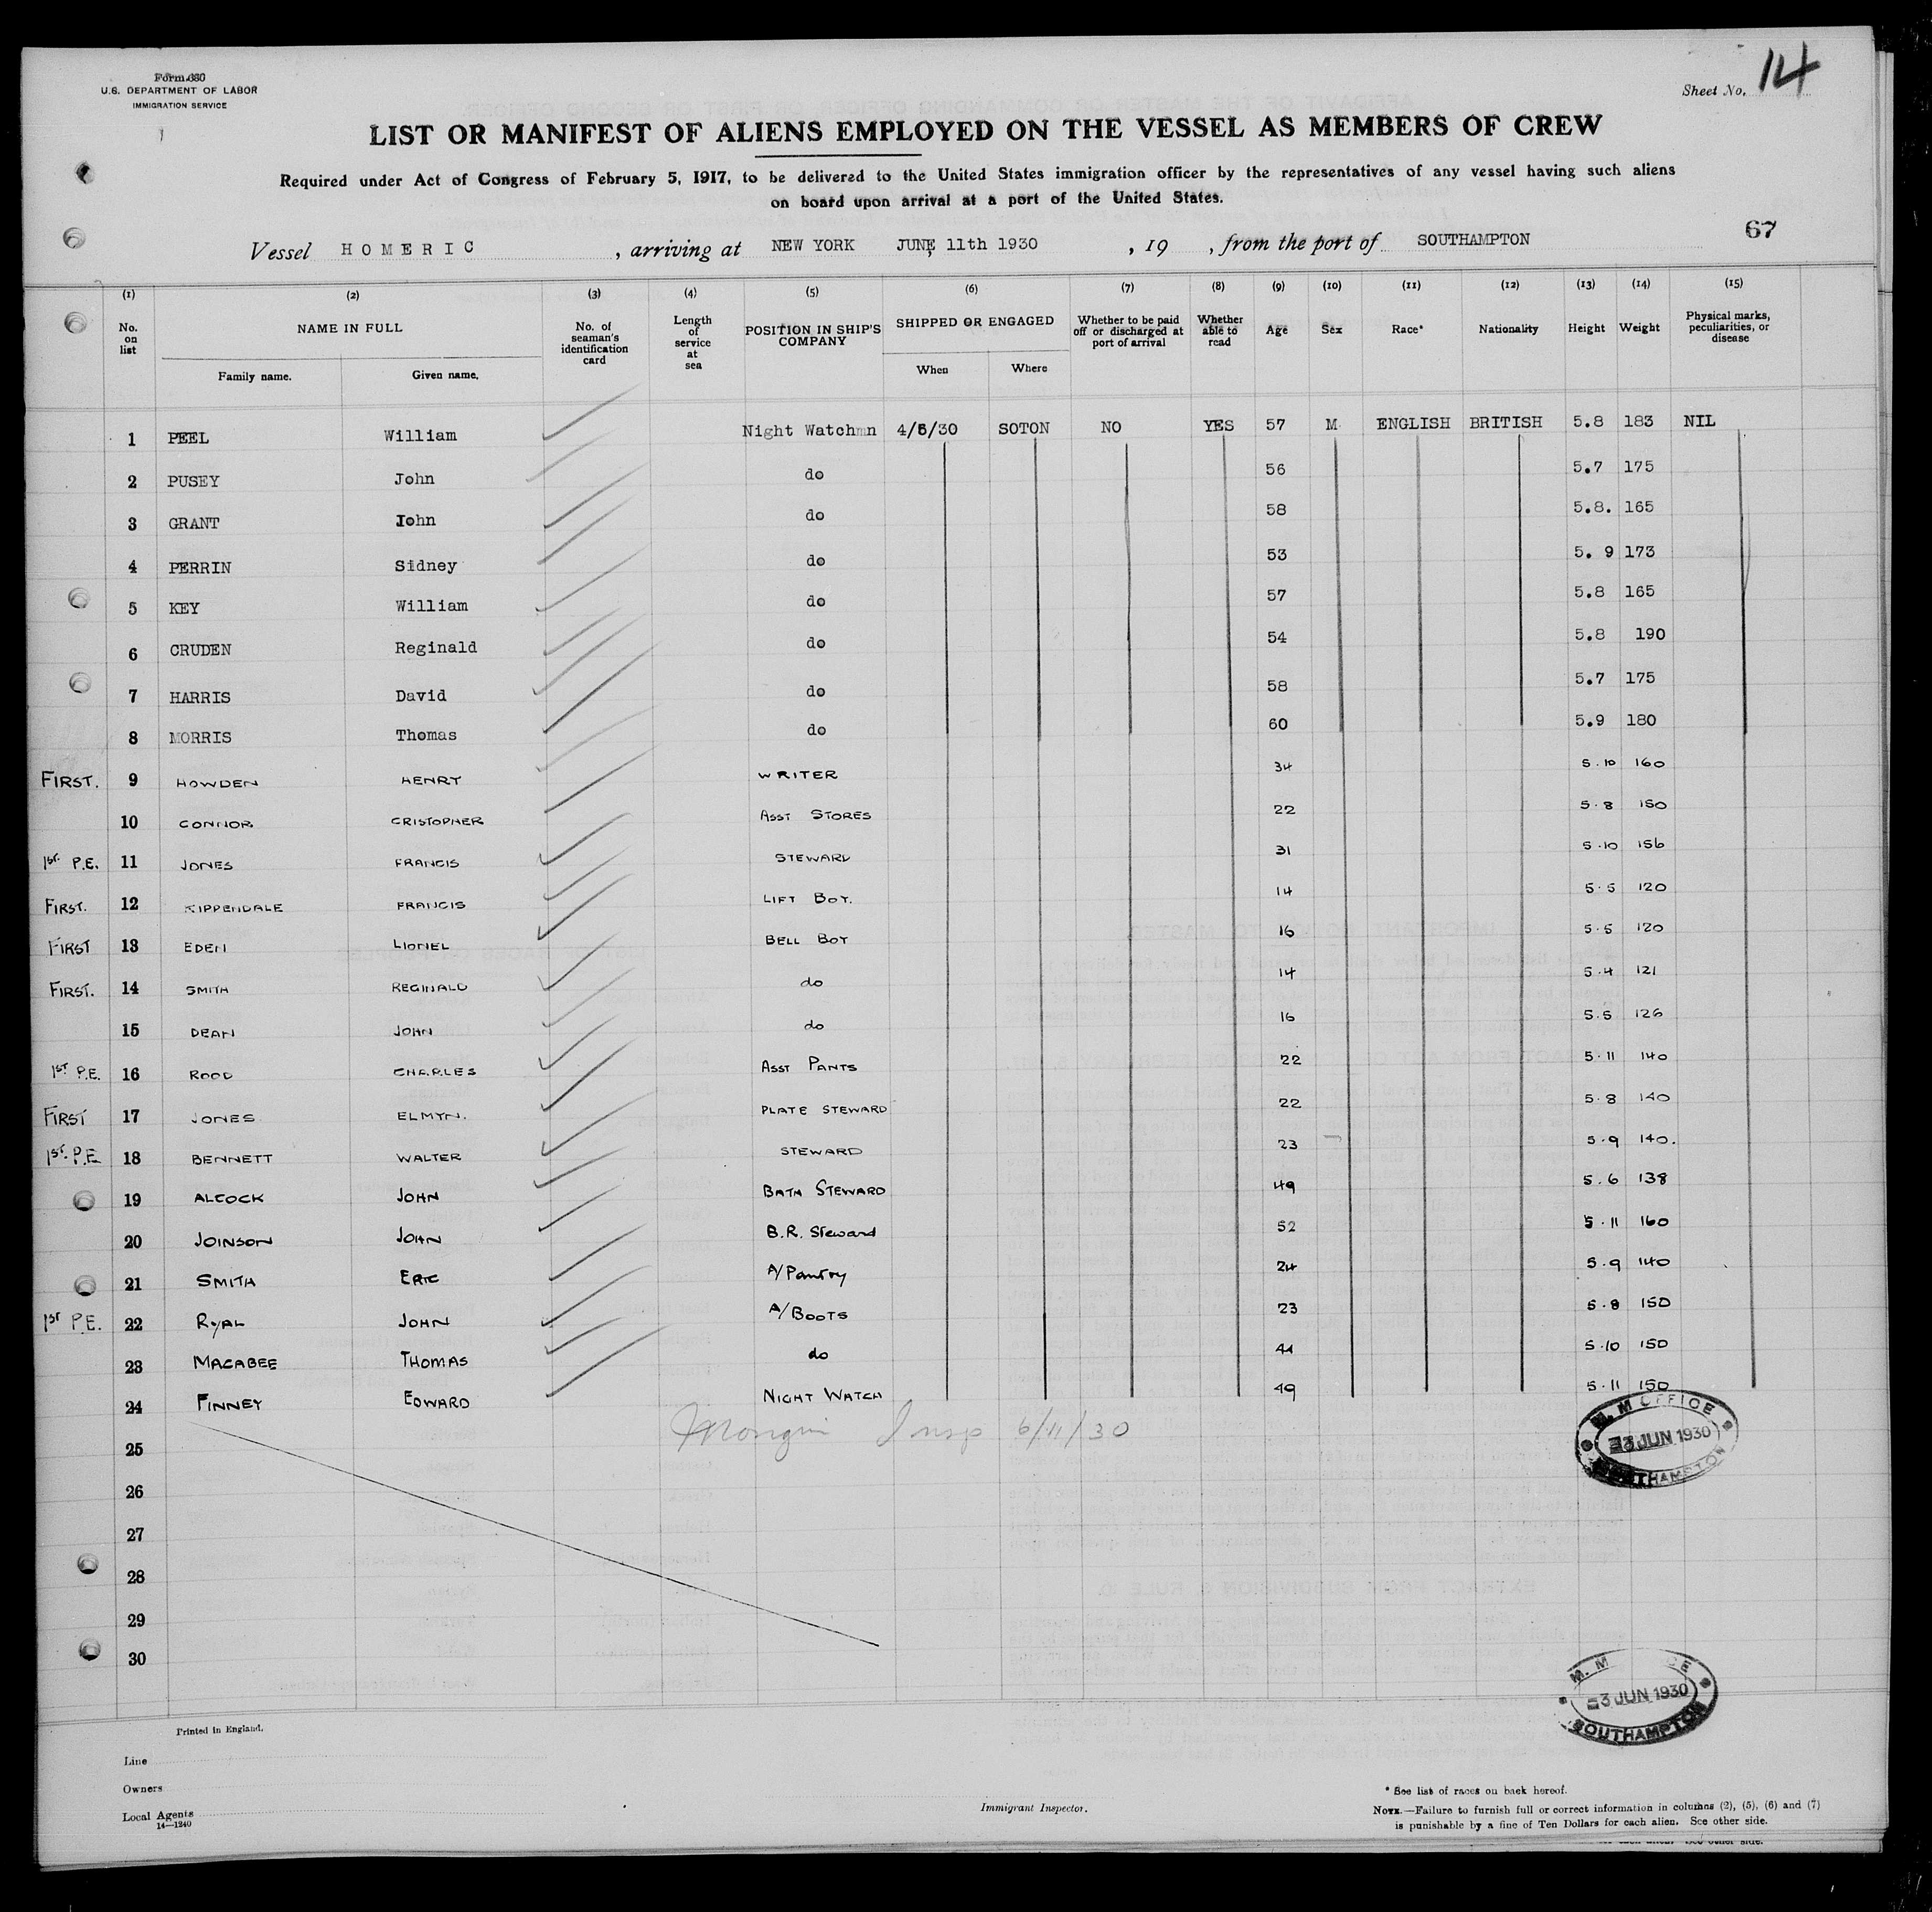 Form 680
U.S. DEPARTMENT OF LABOR
IMMIGRATION SERVICE
Sheet No. 14
LIST OR MANIFEST OF ALIENS EMPLOYED ON THE VESSEL AS MEMBERS OF CREW
Required under Act of Congress of February 5, 1917, to be delivered to the United States immigration officer by the representatives of any vessel having such aliens
on board upon arrival at a port of the United States.
67
Vessel HOMERIC, arriving at NEW YORK JUNE 11th 1930, 19 , from the port of SOUTHAMPTON
(1) (2) (3) (4) (5) (6) (7) (8) (9) (10) (11) (12) (13) (14) (15)
No. on list NAME IN FULL No. of seaman's identification card Length of service at sea POSITION IN SHIP'S COMPANY SHIPPED OR ENGAGED Whether to be paid off or discharged at port of arrival Whether able to read Age Sex Race* Nationality Height Weight Physical marks, peculiarities, or disease
Family name. Given name. When Where
1 PEEL William Night Watchmn 4/6/30 SOTON NO YES 57 M ENGLISH BRITISH 5.8 183 NIL
2 PUSEY John do 56 5.7 175
3 GRANT Iohn do 58 5.8. 165
4 PERRIN Sidney do 53 5. 9 173
5 KEY William do 57 5.8 165
6 CRUDEN Reginald do 54 5.8 190
7 HARRIS David do 58 5.7 175
8 MORRIS Thomas do 60 5.9 180
FIRST. 9 HOWDEN HENRY WRITER 34 5.10 160
10 CONNOR CRISTOPHER ASST STORES 22 5.8 150
1ST P.E. 11 JONES FRANCIS STEWARD 31 5.10 156
FIRST. 12 KIPPENDALE FRANCIS LIFT BOY. 14 5.5 120
FIRST 13 EDEN LIONEL BELL BOY 16 5.5 120
FIRST. 14 SMITH REGINALD do 14 5.4 121
15 DEAN JOHN do 16 5.5 126
1ST P.E. 16 ROOD CHARLES ASST PANTS 22 5.11 140
FIRST 17 JONES ELMYN. PLATE STEWARD 22 5.8 140
1ST P.E 18 BENNETT WALTER STEWARD 23 5.9 140.
19 ALCOCK JOHN BATH STEWARD 49 5.6 138
20 JOINSON JOHN B.R. Steward 52 5.11 160
21 SMITH ERIC A/Pantry 24 5.9 140
1ST P.E. 22 RyAL JOHN A/BOOTS 23 5.8 150
23 MACABEE THOMAS do 44 5.10 150
24 FINNEY EDWARD NIGHT WATCH 49 5.11 150
Insp 6/11/30
25
26
27
28
29
30
M. M OFFICE
3 JUN 1930
SOUTHAMPTON
M. M
3 JUN 1930
SOUTHAMPTON
Printed in England.
Line
Owners
Local Agents
14—1240
Immigrant Inspector.
* See list of races on back hereof.
NOTE.—Failure to furnish full or correct information in columns (2), (5), (6) and (7)
is punishable by a fine of Ten Dollars for each alien. See other side.